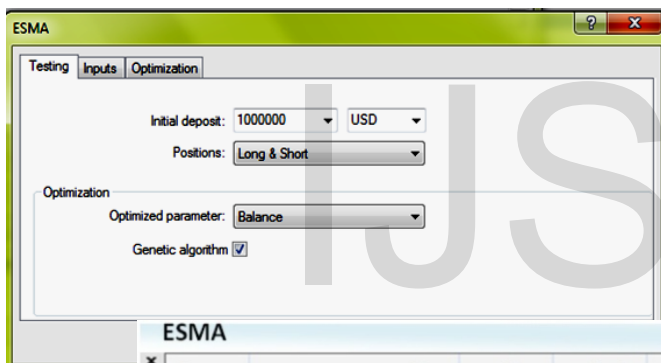 ESMA
Testing Inputs Optimization
Initial deposit: 1000000 USD
Positions: Long & Short
Optimization
Optimized parameter: Balance
Genetic algorithm
IJS
ESMA